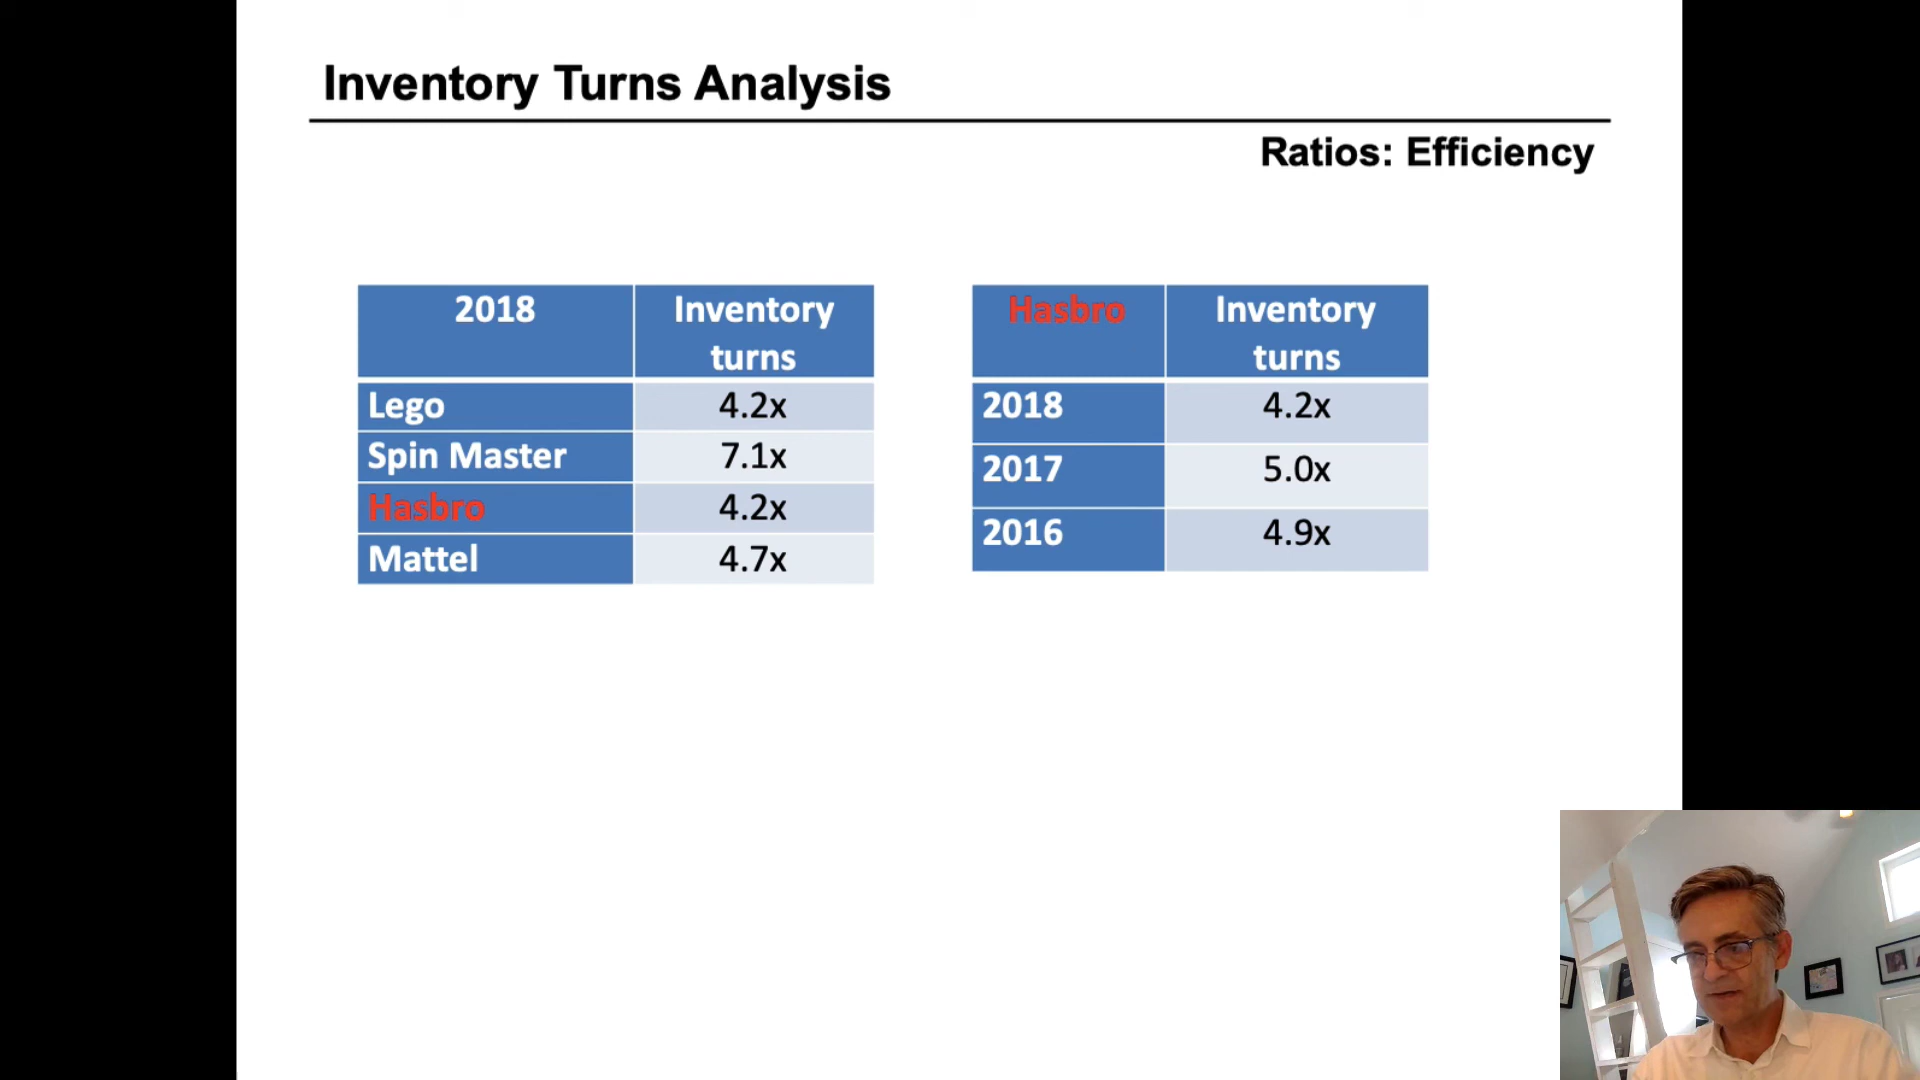 Inventory Turns Analysis
Ratios: Efficiency
2018 Inventory turns
Lego 4.2x
Spin Master 7.1x
Hasbro 4.2x
Mattel 4.7x
Hasbro Inventory turns
2018 4.2x
2017 5.0x
2016 4.9x